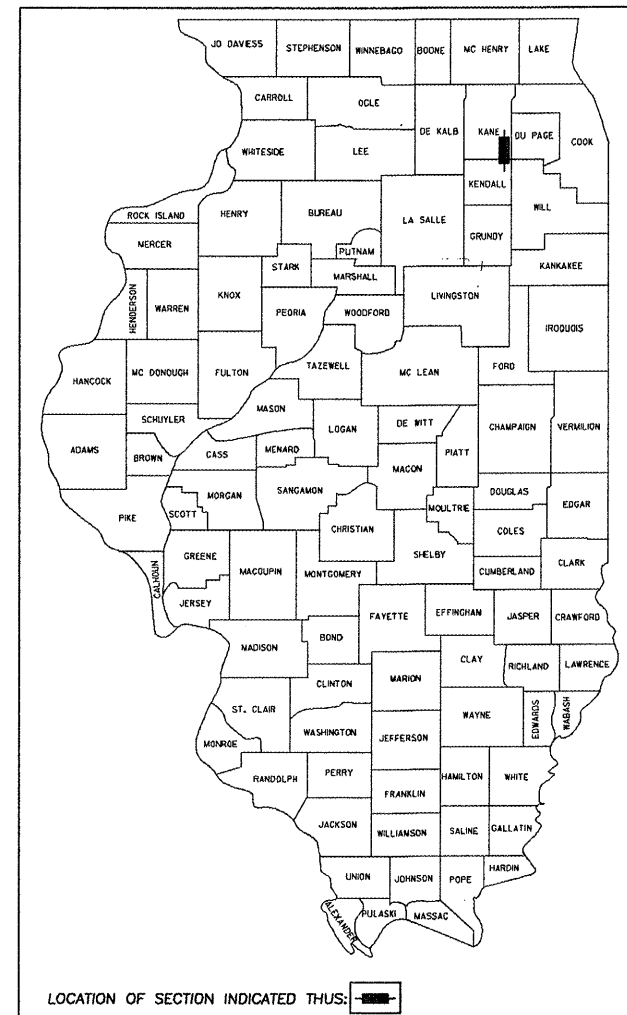 JO DAVIESS STEPHENSON WINNEBAGO BOONE MC HENRY LAKE
CARROLL OGLE DE KALB KANE DU PAGE COOK
WHITESIDE LEE
KENDALL
ROCK ISLAND HENRY BUREAU LA SALLE GRUNDY WILL
MERCER PUTNAM
STARK MARSHALL KANKAKEE
HENDERSON WARREN KNOX PEORIA WOODFORD LIVINGSTON IROQUOIS
HANCOCK MC DONOUGH FULTON TAZEWELL MC LEAN FORD
SCHUYLER MASON LOGAN DE WITT CHAMPAIGN VERMILION
ADAMS BROWN CASS MENARD PIATT
MACON
PIKE SCOTT MORGAN SANGAMON CHRISTIAN MOULTRIE DOUGLAS EDGAR
COLES
GREENE SHELBY
CALHOUN MACOUPIN MONTGOMERY CUMBERLAND CLARK
JERSEY FAYETTE EFFINGHAM JASPER CRAWFORD
MADISON BOND
CLAY RICHLAND LAWRENCE
CLINTON MARION
ST. CLAIR WAYNE EDWARDS WABASH
MONROE WASHINGTON JEFFERSON
RANDOLPH PERRY HAMILTON WHITE
FRANKLIN
JACKSON WILLIAMSON SALINE GALLATIN
UNION JOHNSON POPE HARDIN
ALEXANDER PULASKI MASSAC
LOCATION OF SECTION INDICATED THUS: